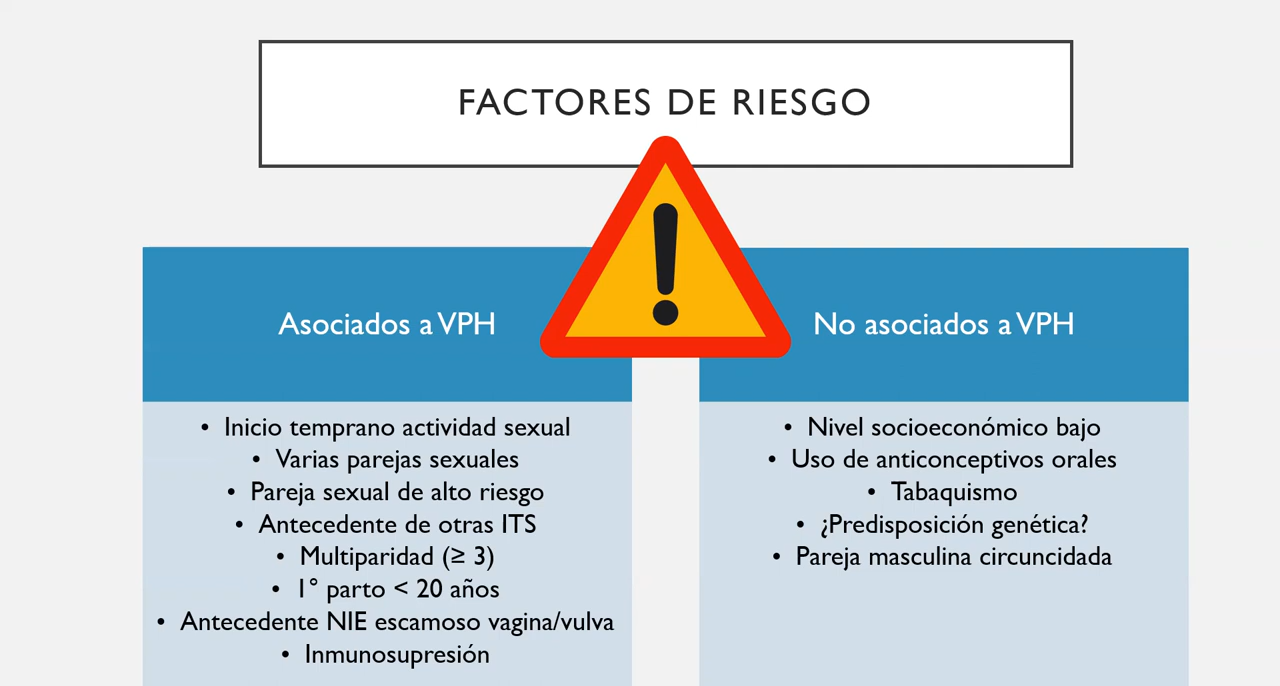 FACTORES DE RIESGO
Asociados a VPH
• Inicio temprano actividad sexual
• Varias parejas sexuales
• Pareja sexual de alto riesgo
• Antecedente de otras ITS
• Multiparidad (≥ 3)
• 1° parto < 20 años
• Antecedente NIE escamoso vagina/vulva
• Inmunosupresión
No asociados a VPH
• Nivel socioeconómico bajo
• Uso de anticonceptivos orales
• Tabaquismo
• ¿Predisposición genética?
• Pareja masculina circuncidada